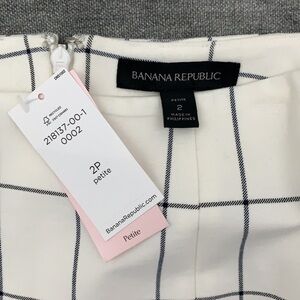 BANANA REPUBLIC
PETITE
2
MADE IN
PHILIPPINES
218137-00-1
0002
2P
petite
BananaRepublic.com
Petite